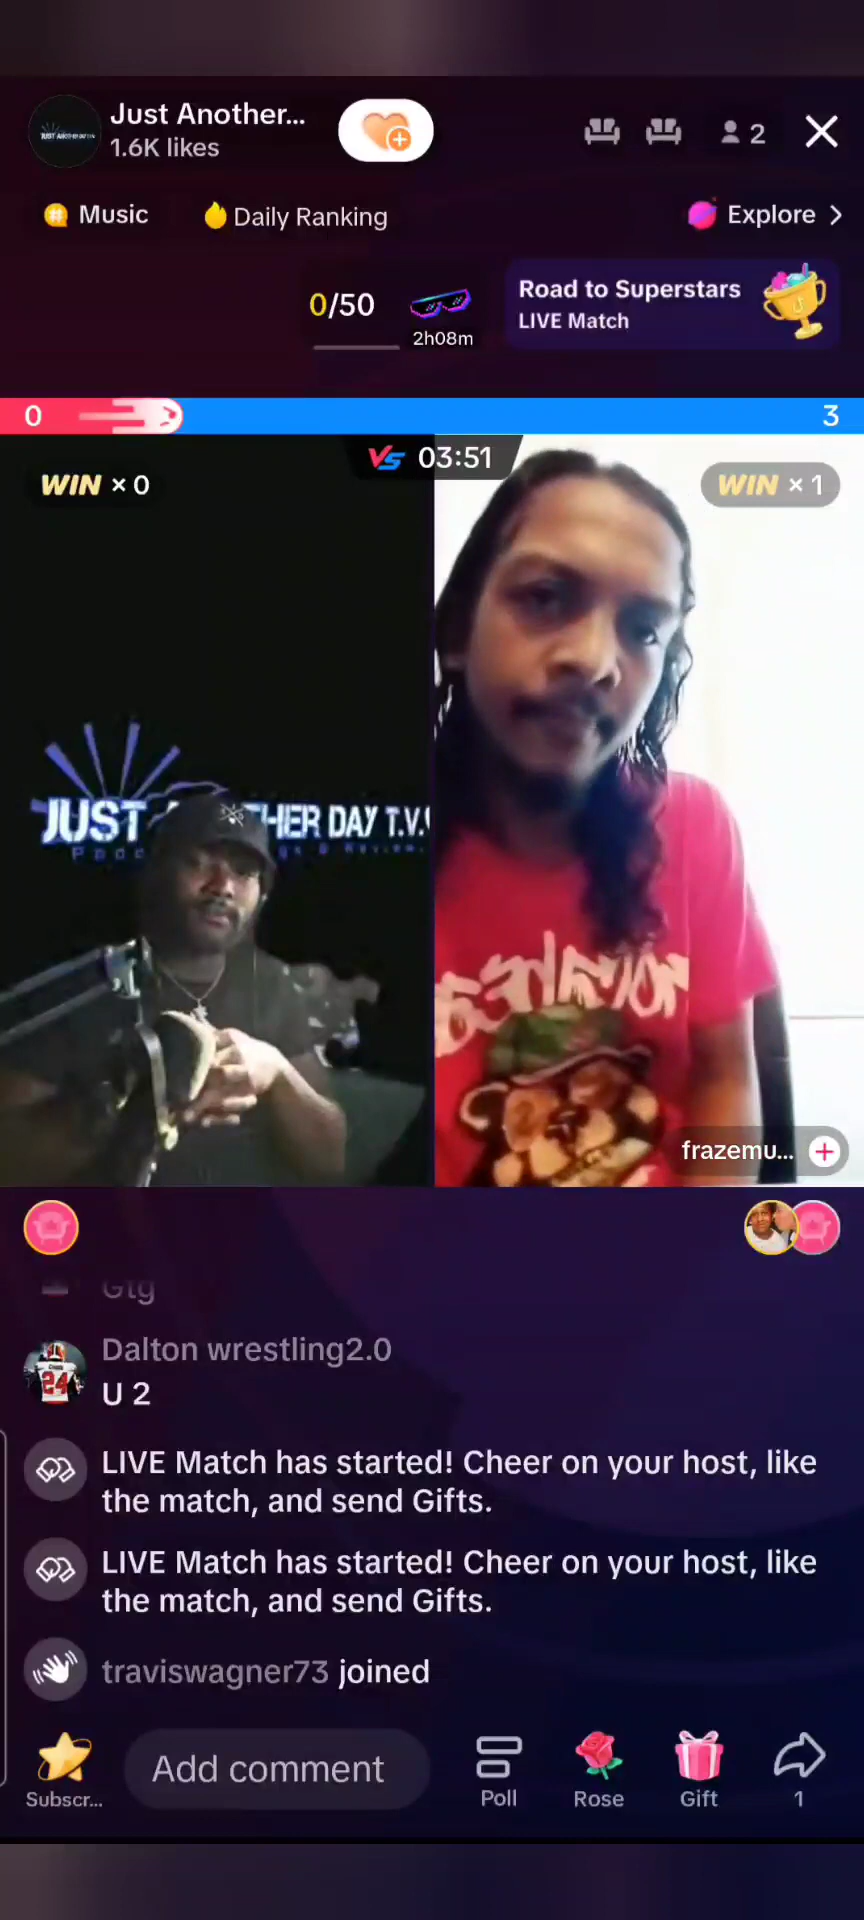 Just Another...
1.6K likes
2
Music
Daily Ranking
Explore
0/50
2h08m
Road to Superstars
LIVE Match
0
3
VS 03:51
WIN × 0
WIN × 1
JUST
HER DAY T.V.
frazemu...
Gtg
Dalton wrestling2.0
24
U 2
LIVE Match has started! Cheer on your host, like
the match, and send Gifts.
LIVE Match has started! Cheer on your host, like
the match, and send Gifts.
traviswagner73 joined
Add comment
Subscr...
Poll
Rose
Gift
1